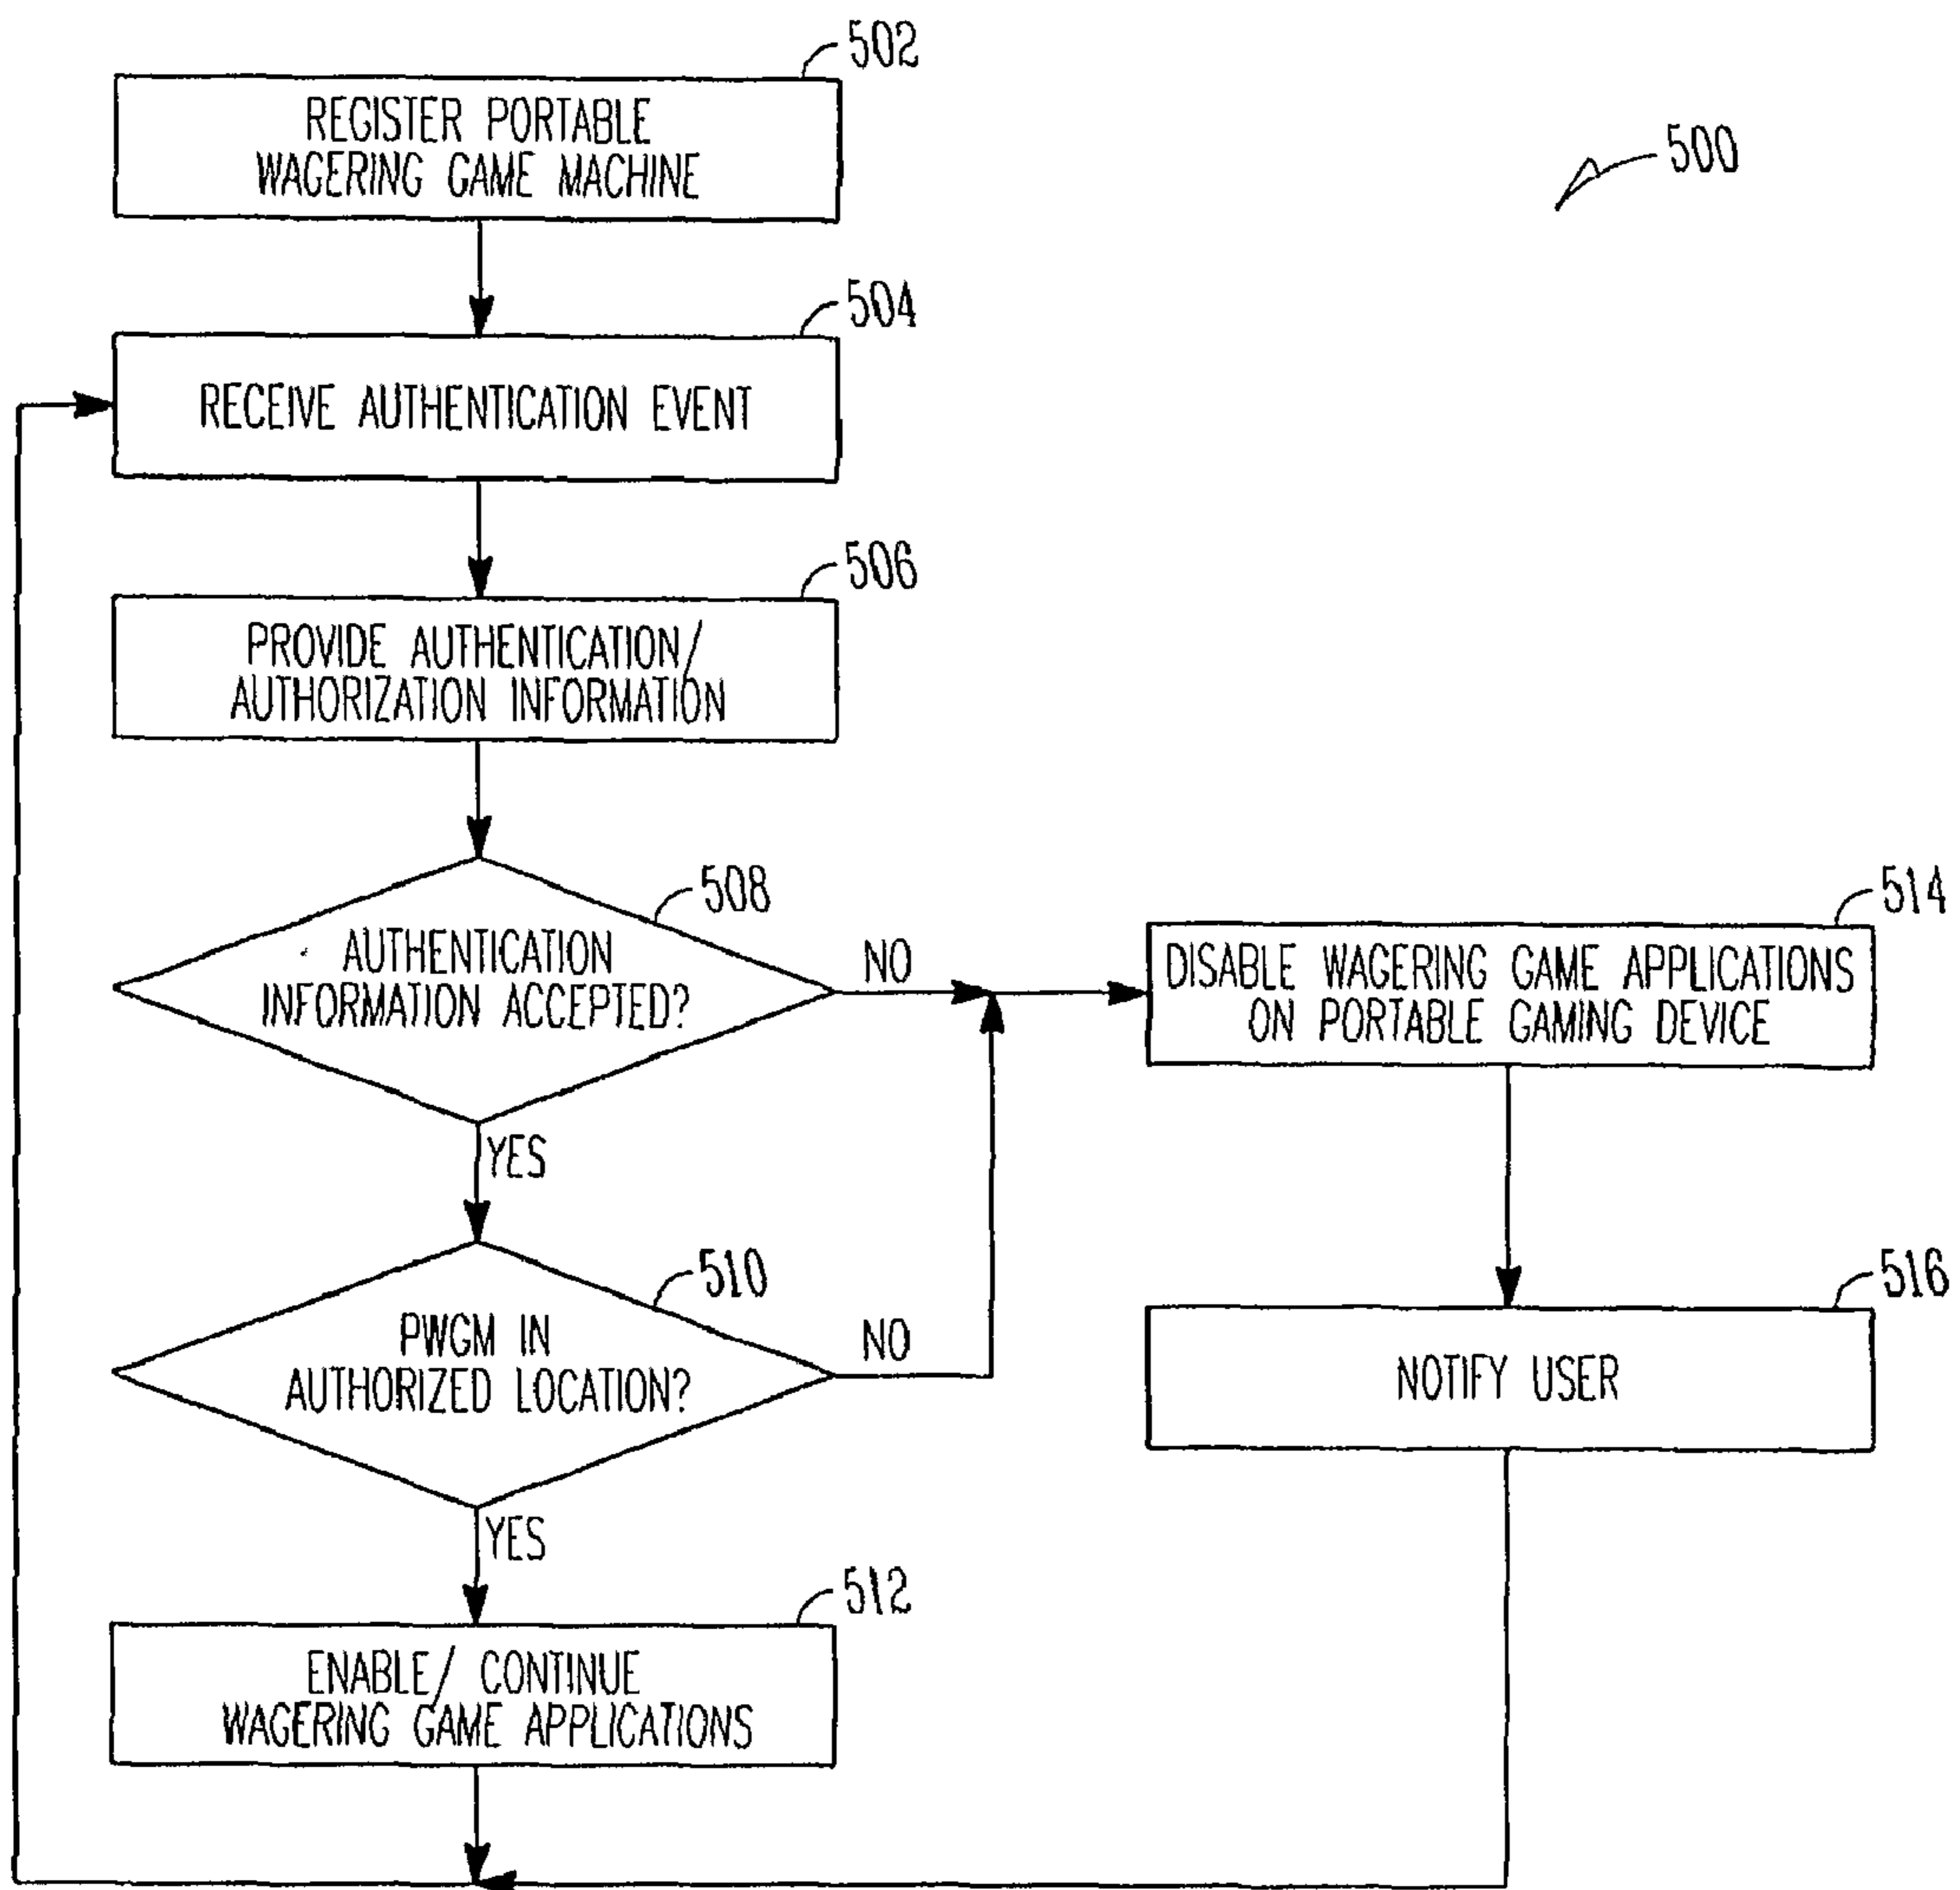 502
REGISTER PORTABLE
WAGERING GAME MACHINE
500
504
RECEIVE AUTHENTICATION EVENT
506
PROVIDE AUTHENTICATION/
AUTHORIZATION INFORMATION
508
AUTHENTICATION
INFORMATION ACCEPTED?
NO
514
DISABLE WAGERING GAME APPLICATIONS
ON PORTABLE GAMING DEVICE
YES
510
PWGM IN
AUTHORIZED LOCATION?
NO
516
NOTIFY USER
YES
512
ENABLE/ CONTINUE
WAGERING GAME APPLICATIONS